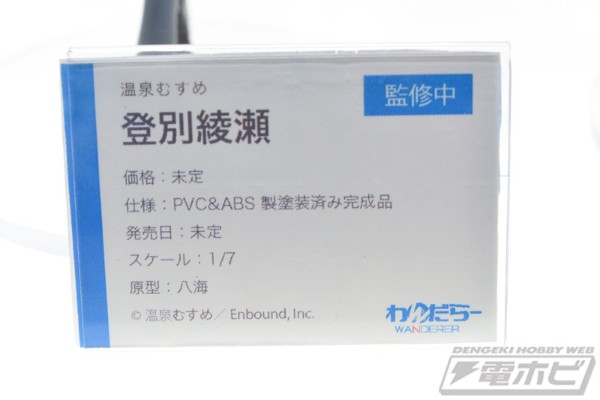 温泉むすめ
監修中
登別綾瀬
価格：未定
仕様：PVC&ABS 製塗装済み完成品
発売日：未定
スケール：1/7
原型：八海
© 温泉むすめ／ Enbound, Inc.
わんだらー
WANDERER
DENGEKI HOBBY WEB
電ホビ